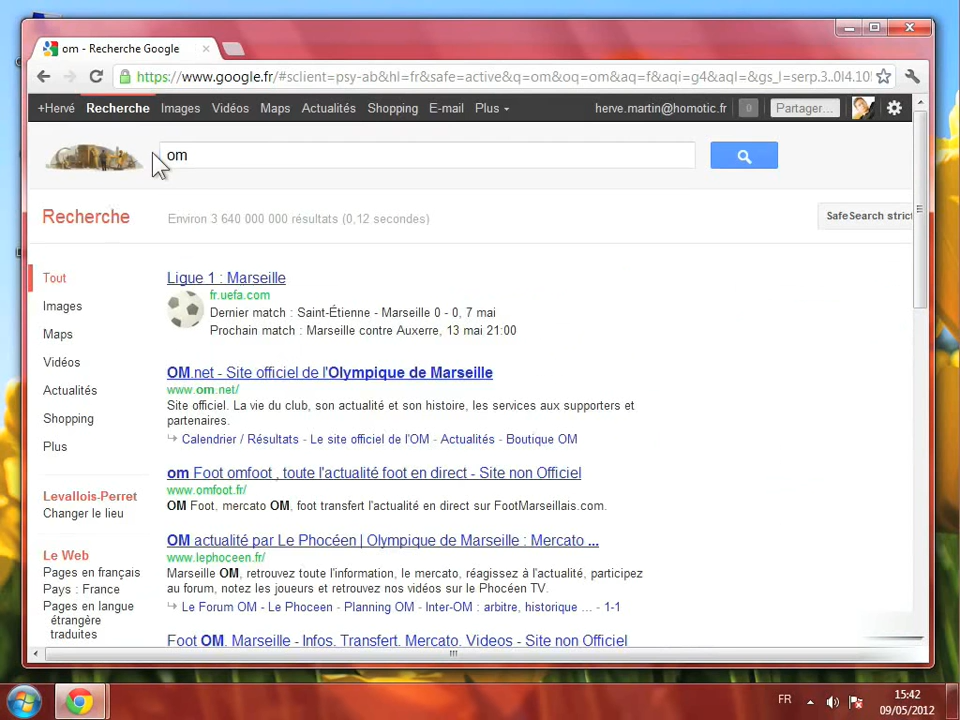 om - Recherche Google
https://www.google.fr/#sclient=psy-ab&hl=fr&safe=active&q=om&oq=om&aq=f&aqi=g4&aql=&gs_l=serp.3..0l4.10
+Hervé Recherche Images Vidéos Maps Actualités Shopping E-mail Plus herve.martin@homotic.fr 0 Partager...
om
Recherche Environ 3 640 000 000 résultats (0,12 secondes) SafeSearch strict
Tout
Images
Maps
Vidéos
Actualités
Shopping
Plus
Levallois-Perret
Changer le lieu
Le Web
Pages en français
Pays : France
Pages en langue
étrangère
traduites
Ligue 1 : Marseille
fr.uefa.com
Dernier match : Saint-Étienne - Marseille 0 - 0, 7 mai
Prochain match : Marseille contre Auxerre, 13 mai 21:00
OM.net - Site officiel de l'Olympique de Marseille
www.om.net/
Site officiel. La vie du club, son actualité et son histoire, les services aux supporters et
partenaires.
Calendrier / Résultats - Le site officiel de l'OM - Actualités - Boutique OM
om Foot omfoot , toute l'actualité foot en direct - Site non Officiel
www.omfoot.fr/
OM Foot, mercato OM, foot transfert l'actualité en direct sur FootMarseillais.com.
OM actualité par Le Phocéen | Olympique de Marseille : Mercato ...
www.lephoceen.fr/
Marseille OM, retrouvez toute l'information, le mercato, réagissez à l'actualité, participez
au forum, notez les joueurs et retrouvez nos vidéos sur le Phocéen TV.
Le Forum OM - Le Phoceen - Planning OM - Inter-OM : arbitre, historique ... - 1-1
Foot OM, Marseille - Infos, Transfert, Mercato, Videos - Site non Officiel
FR 15:42
09/05/2012